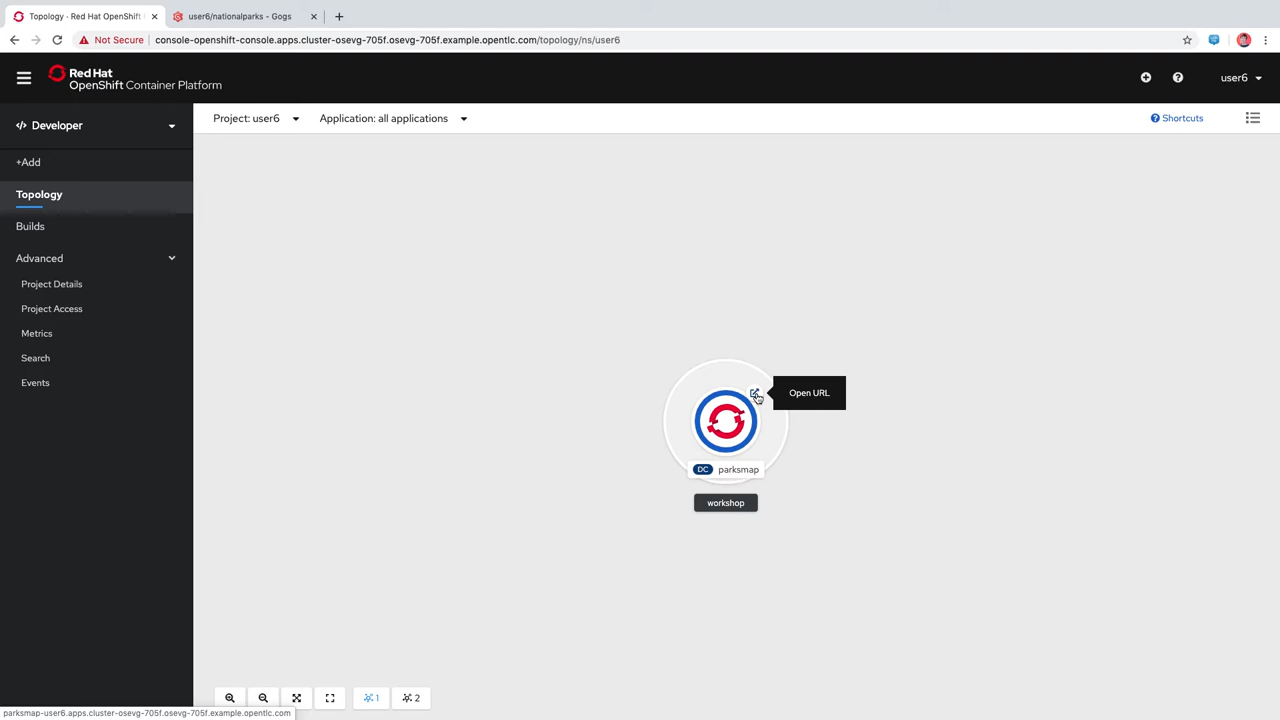 Topology - Red Hat OpenShift
user6/nationalparks - Gogs
Not Secure
console-openshift-console.apps.cluster-osevg-705f.osevg-705f.example.opentlc.com/topology/ns/user6
Red Hat
OpenShift Container Platform
user6
Developer
Project: user6
Application: all applications
Shortcuts
+Add
Topology
Builds
Advanced
Project Details
Project Access
Metrics
Search
Events
Open URL
DC parksmap
workshop
1
2
parksmap-user6.apps.cluster-osevg-705f.osevg-705f.example.opentlc.com